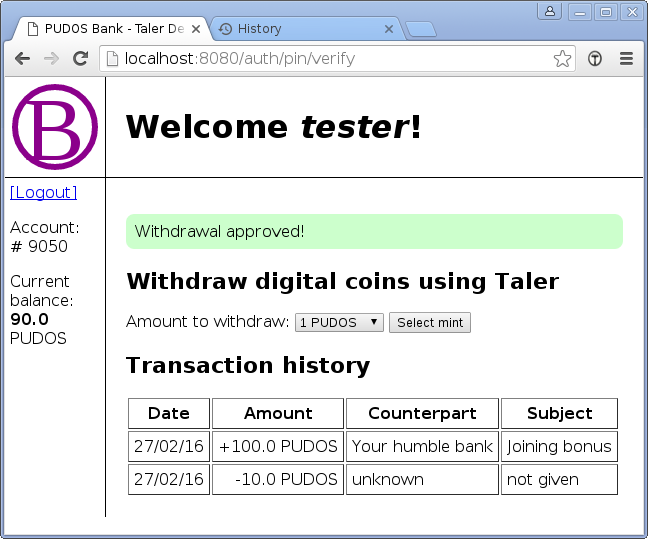 PUDOS Bank - Taler De
History
localhost:8080/auth/pin/verify
B
Welcome tester!
[Logout]
Account:
# 9050
Current
balance:
90.0
PUDOS
Withdrawal approved!
Withdraw digital coins using Taler
Amount to withdraw: 1 PUDOS Select mint
Transaction history
Date Amount Counterpart Subject
27/02/16 +100.0 PUDOS Your humble bank Joining bonus
27/02/16 -10.0 PUDOS unknown not given